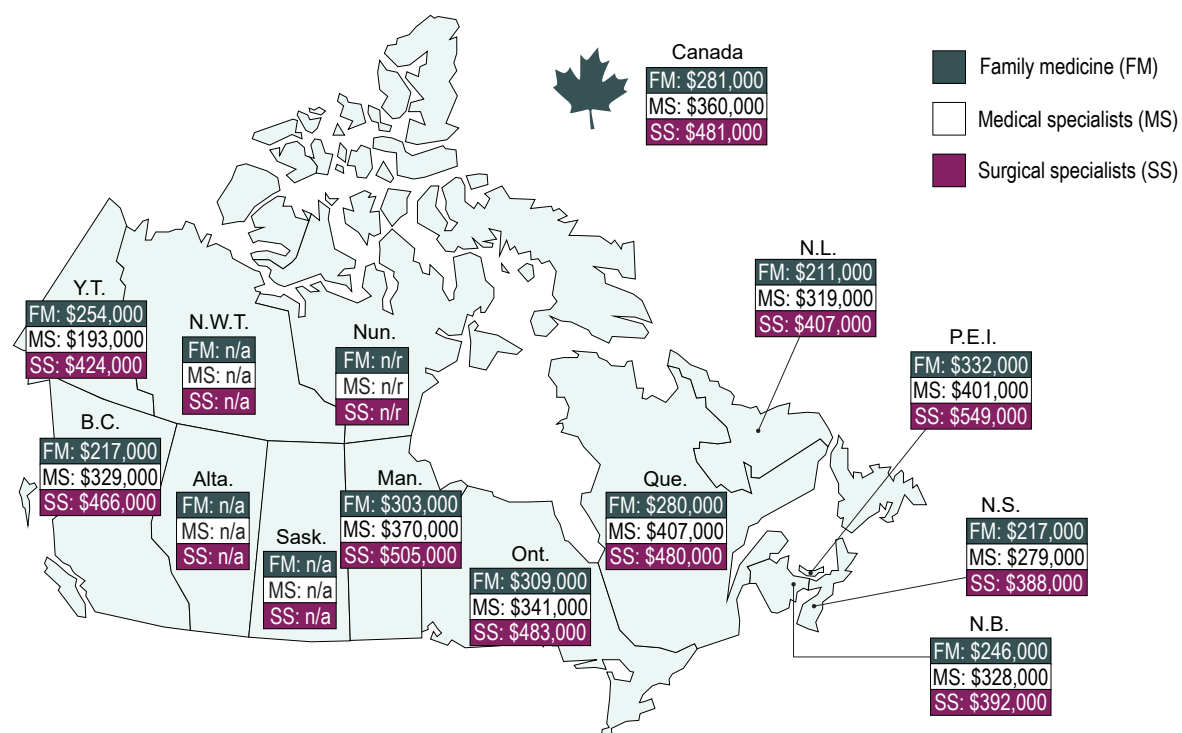 Canada
FM: $281,000
MS: $360,000
SS: $481,000
Family medicine (FM)
Medical specialists (MS)
Surgical specialists (SS)
Y.T.
FM: $254,000
MS: $193,000
SS: $424,000
N.W.T.
FM: n/a
MS: n/a
SS: n/a
Nun.
FM: n/r
MS: n/r
SS: n/r
N.L.
FM: $211,000
MS: $319,000
SS: $407,000
P.E.I.
FM: $332,000
MS: $401,000
SS: $549,000
B.C.
FM: $217,000
MS: $329,000
SS: $466,000
Alta.
FM: n/a
MS: n/a
SS: n/a
Sask.
FM: n/a
MS: n/a
SS: n/a
Man.
FM: $303,000
MS: $370,000
SS: $505,000
Ont.
FM: $309,000
MS: $341,000
SS: $483,000
Que.
FM: $280,000
MS: $407,000
SS: $480,000
N.S.
FM: $217,000
MS: $279,000
SS: $388,000
N.B.
FM: $246,000
MS: $328,000
SS: $392,000